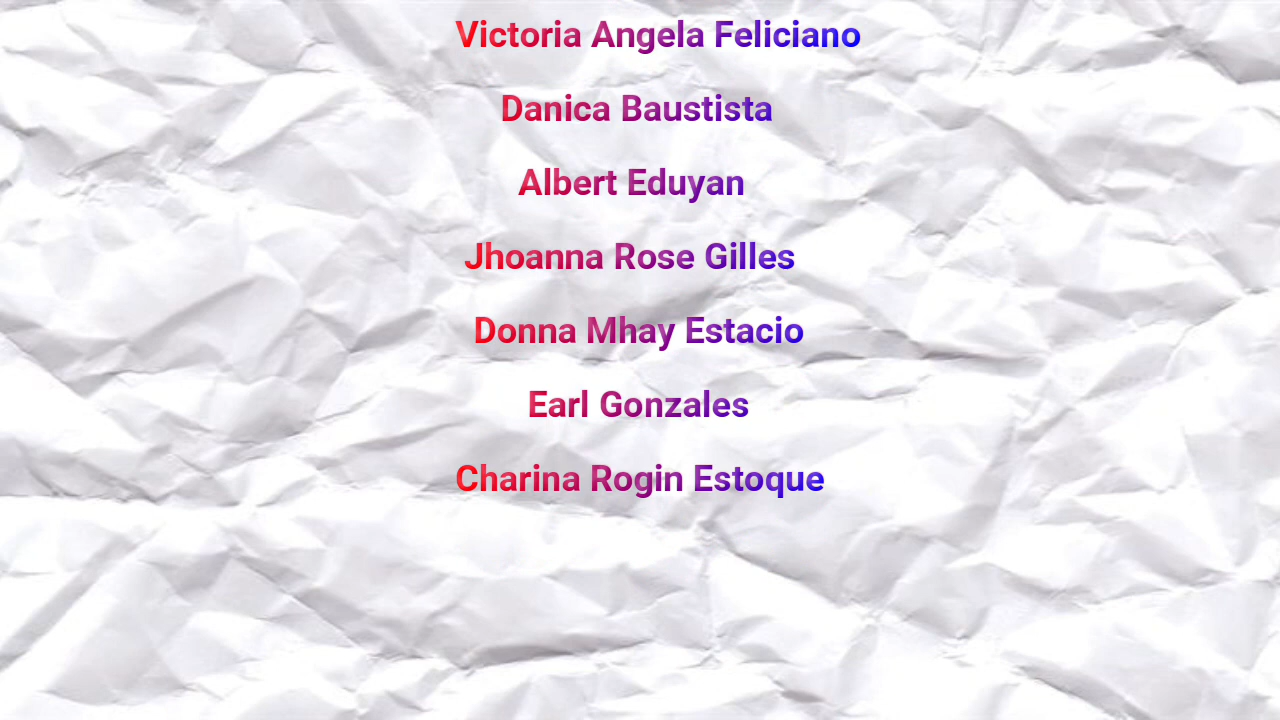 Victoria Angela Feliciano
Danica Baustista
Albert Eduyan
Jhoanna Rose Gilles
Donna Mhay Estacio
Earl Gonzales
Charina Rogin Estoque